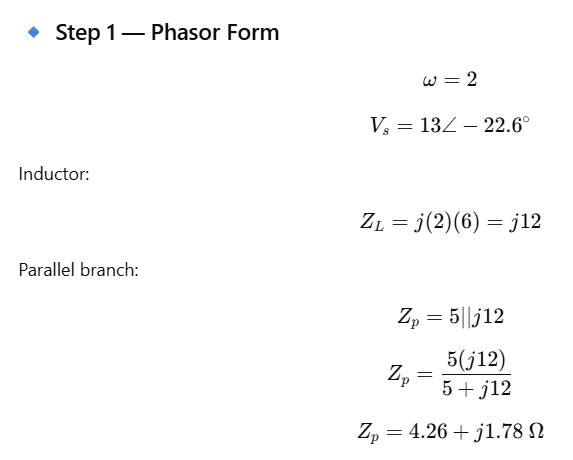 Step 1 — Phasor Form
ω = 2
Vₛ = 13∠ − 22.6°
Inductor:
Z_L = j(2)(6) = j12
Parallel branch:
Z_p = 5||j12
Z_p = 5(j12) / 5 + j12
Z_p = 4.26 + j1.78 Ω